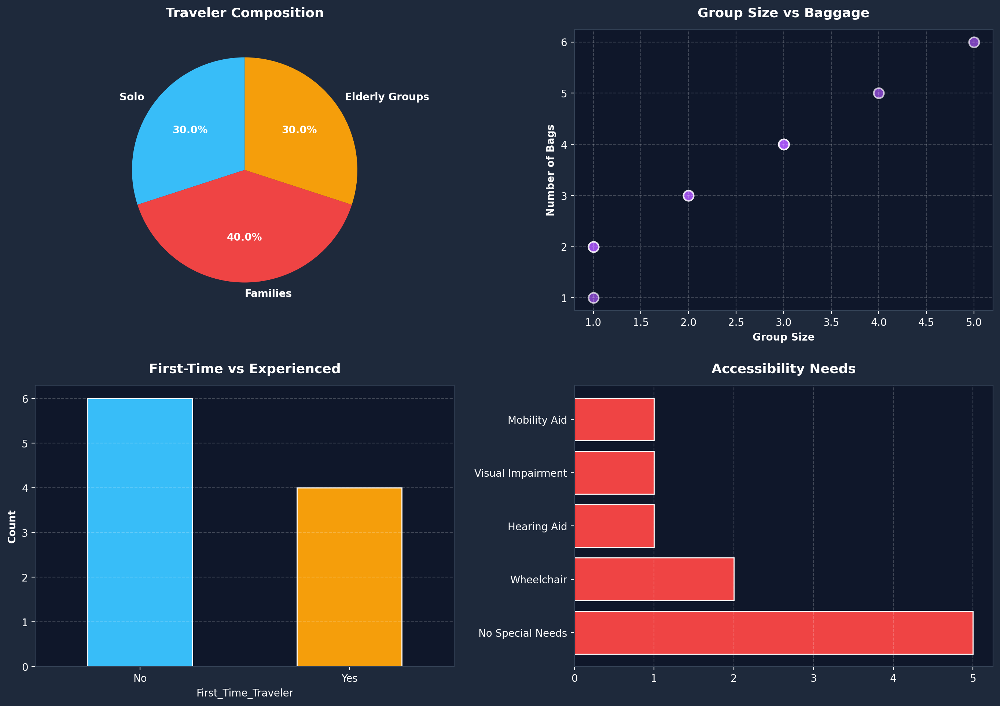 Traveler Composition
Solo
Elderly Groups
30.0%
30.0%
40.0%
Families
Group Size vs Baggage
Number of Bags
6
5
4
3
2
1
1.0 1.5 2.0 2.5 3.0 3.5 4.0 4.5 5.0
Group Size
First-Time vs Experienced
Count
6
5
4
3
2
1
0
No Yes
First_Time_Traveler
Accessibility Needs
Mobility Aid
Visual Impairment
Hearing Aid
Wheelchair
No Special Needs
0 1 2 3 4 5